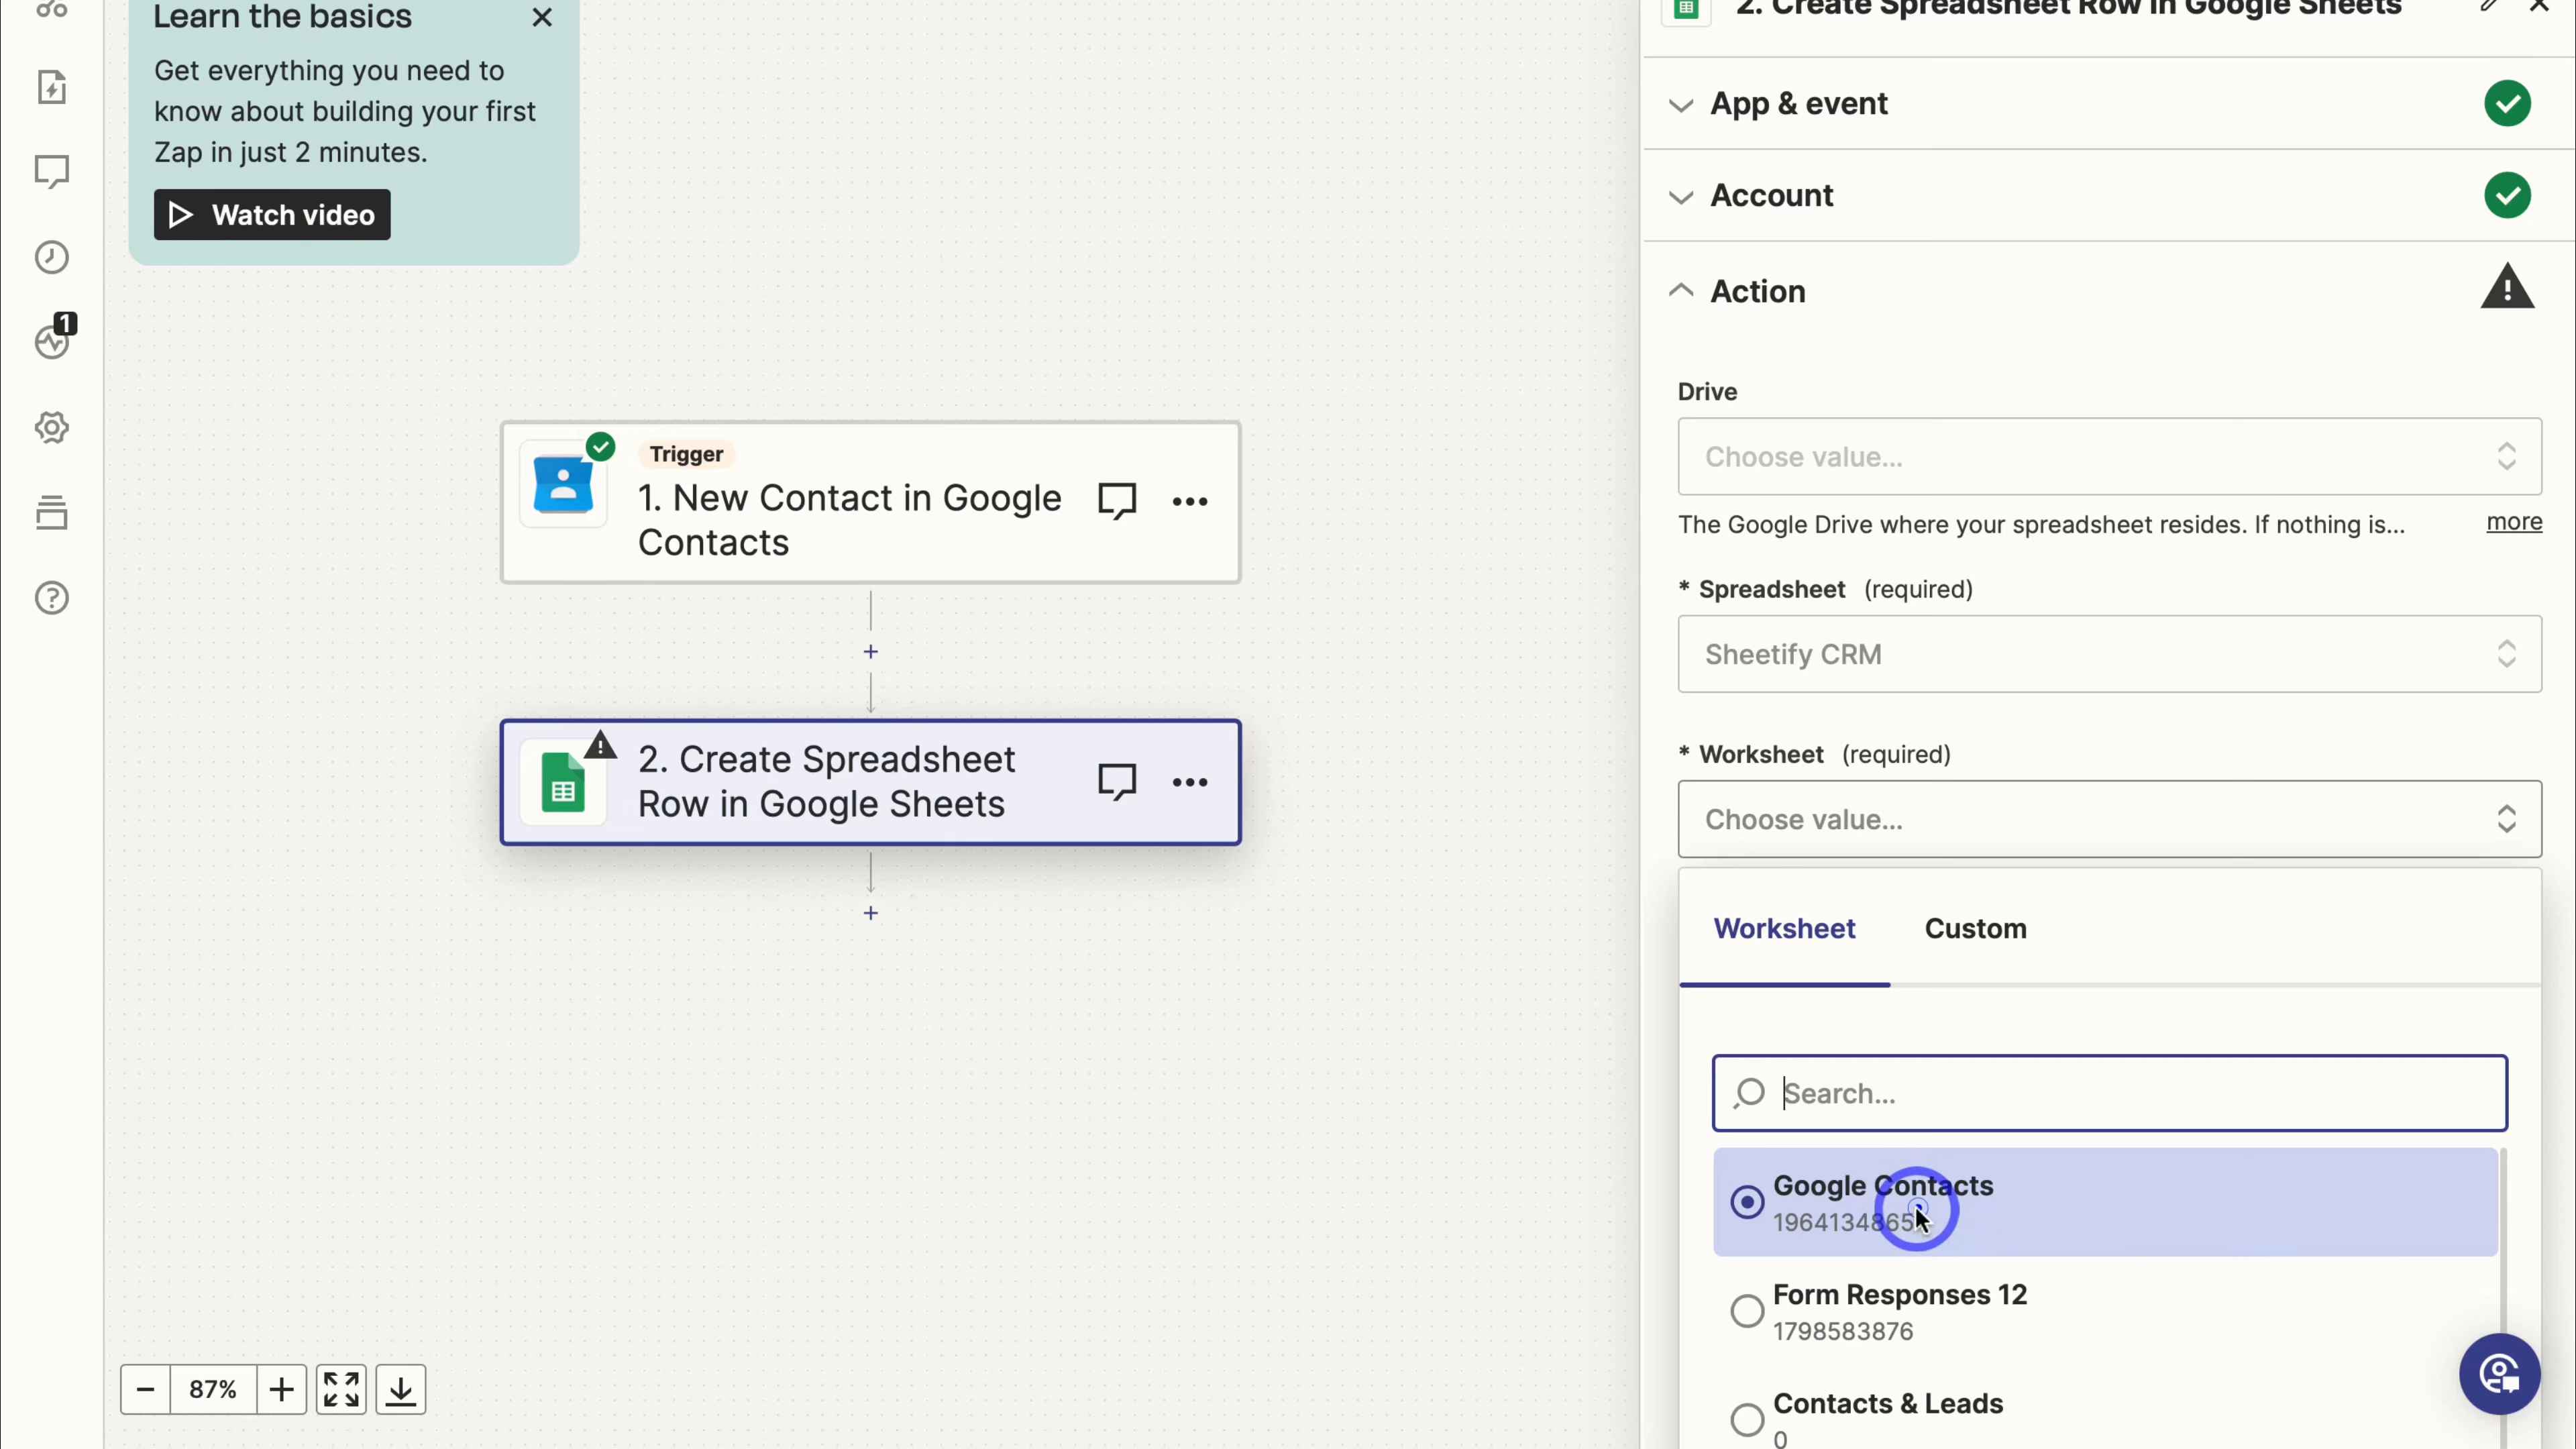 Learn the basics
Get everything you need to
know about building your first
Zap in just 2 minutes.
Watch video
1
Trigger
1. New Contact in Google
Contacts
+
2. Create Spreadsheet
Row in Google Sheets
+
87%
2. Create Spreadsheet Row in Google Sheets
App & event
Account
Action
Drive
Choose value...
The Google Drive where your spreadsheet resides. If nothing is... more
* Spreadsheet (required)
Sheetify CRM
* Worksheet (required)
Choose value...
Worksheet Custom
Search...
Google Contacts
Form Responses 12
1798583876
Contacts & Leads
0